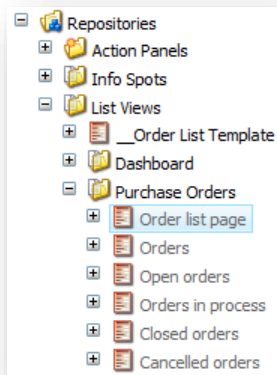 Repositories
Action Panels
Info Spots
List Views
__Order List Template
Dashboard
Purchase Orders
Order list page
Orders
Open orders
Orders in process
Closed orders
Cancelled orders